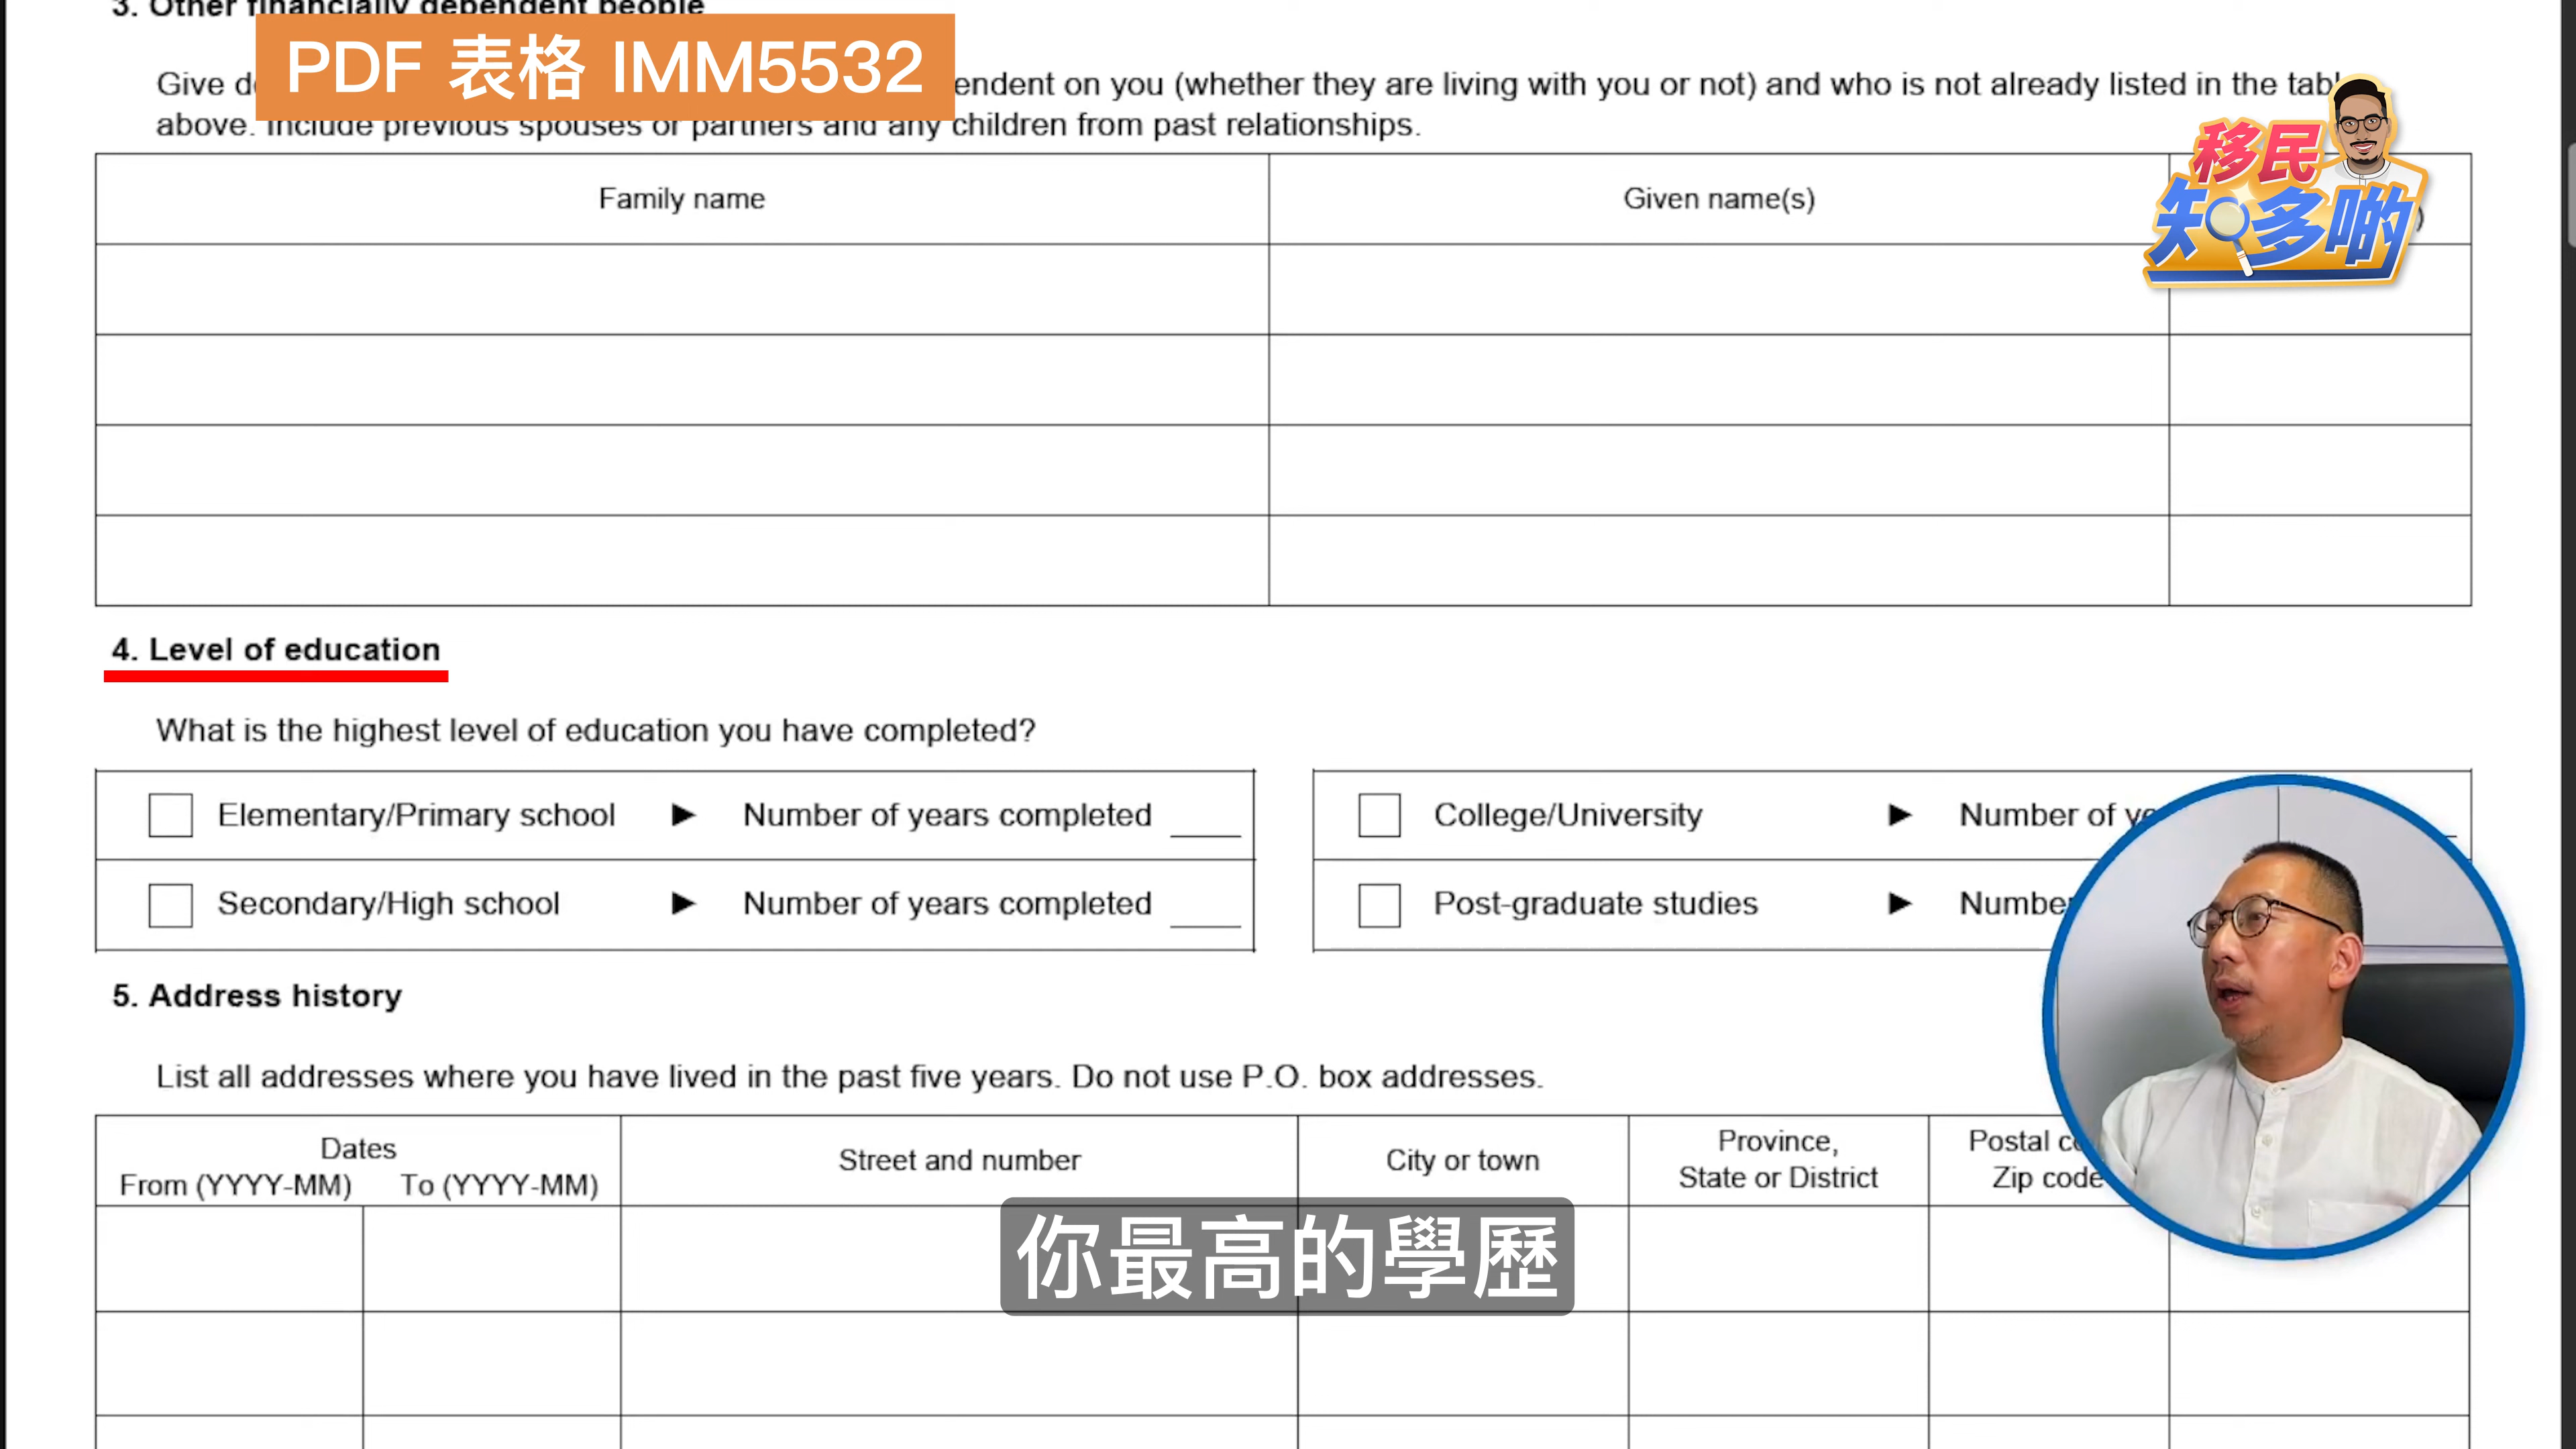 3. Other financially dependent people
PDF 表格 IMM5532
Give d
endent on you (whether they are living with you or not) and who is not already listed in the
above. Include previous spouses or partners and any children from past relationships.
移民
知多啲
Family name
Given name(s)
4. Level of education
What is the highest level of education you have completed?
Elementary/Primary school ► Number of years completed ____
College/University ► Number of
Secondary/High school ► Number of years completed ____
Post-graduate studies ► Number
5. Address history
List all addresses where you have lived in the past five years. Do not use P.O. box addresses.
Dates
From (YYYY-MM) To (YYYY-MM)
Street and number
City or town
Province,
State or District
Postal
Zip code
你最高的學歷